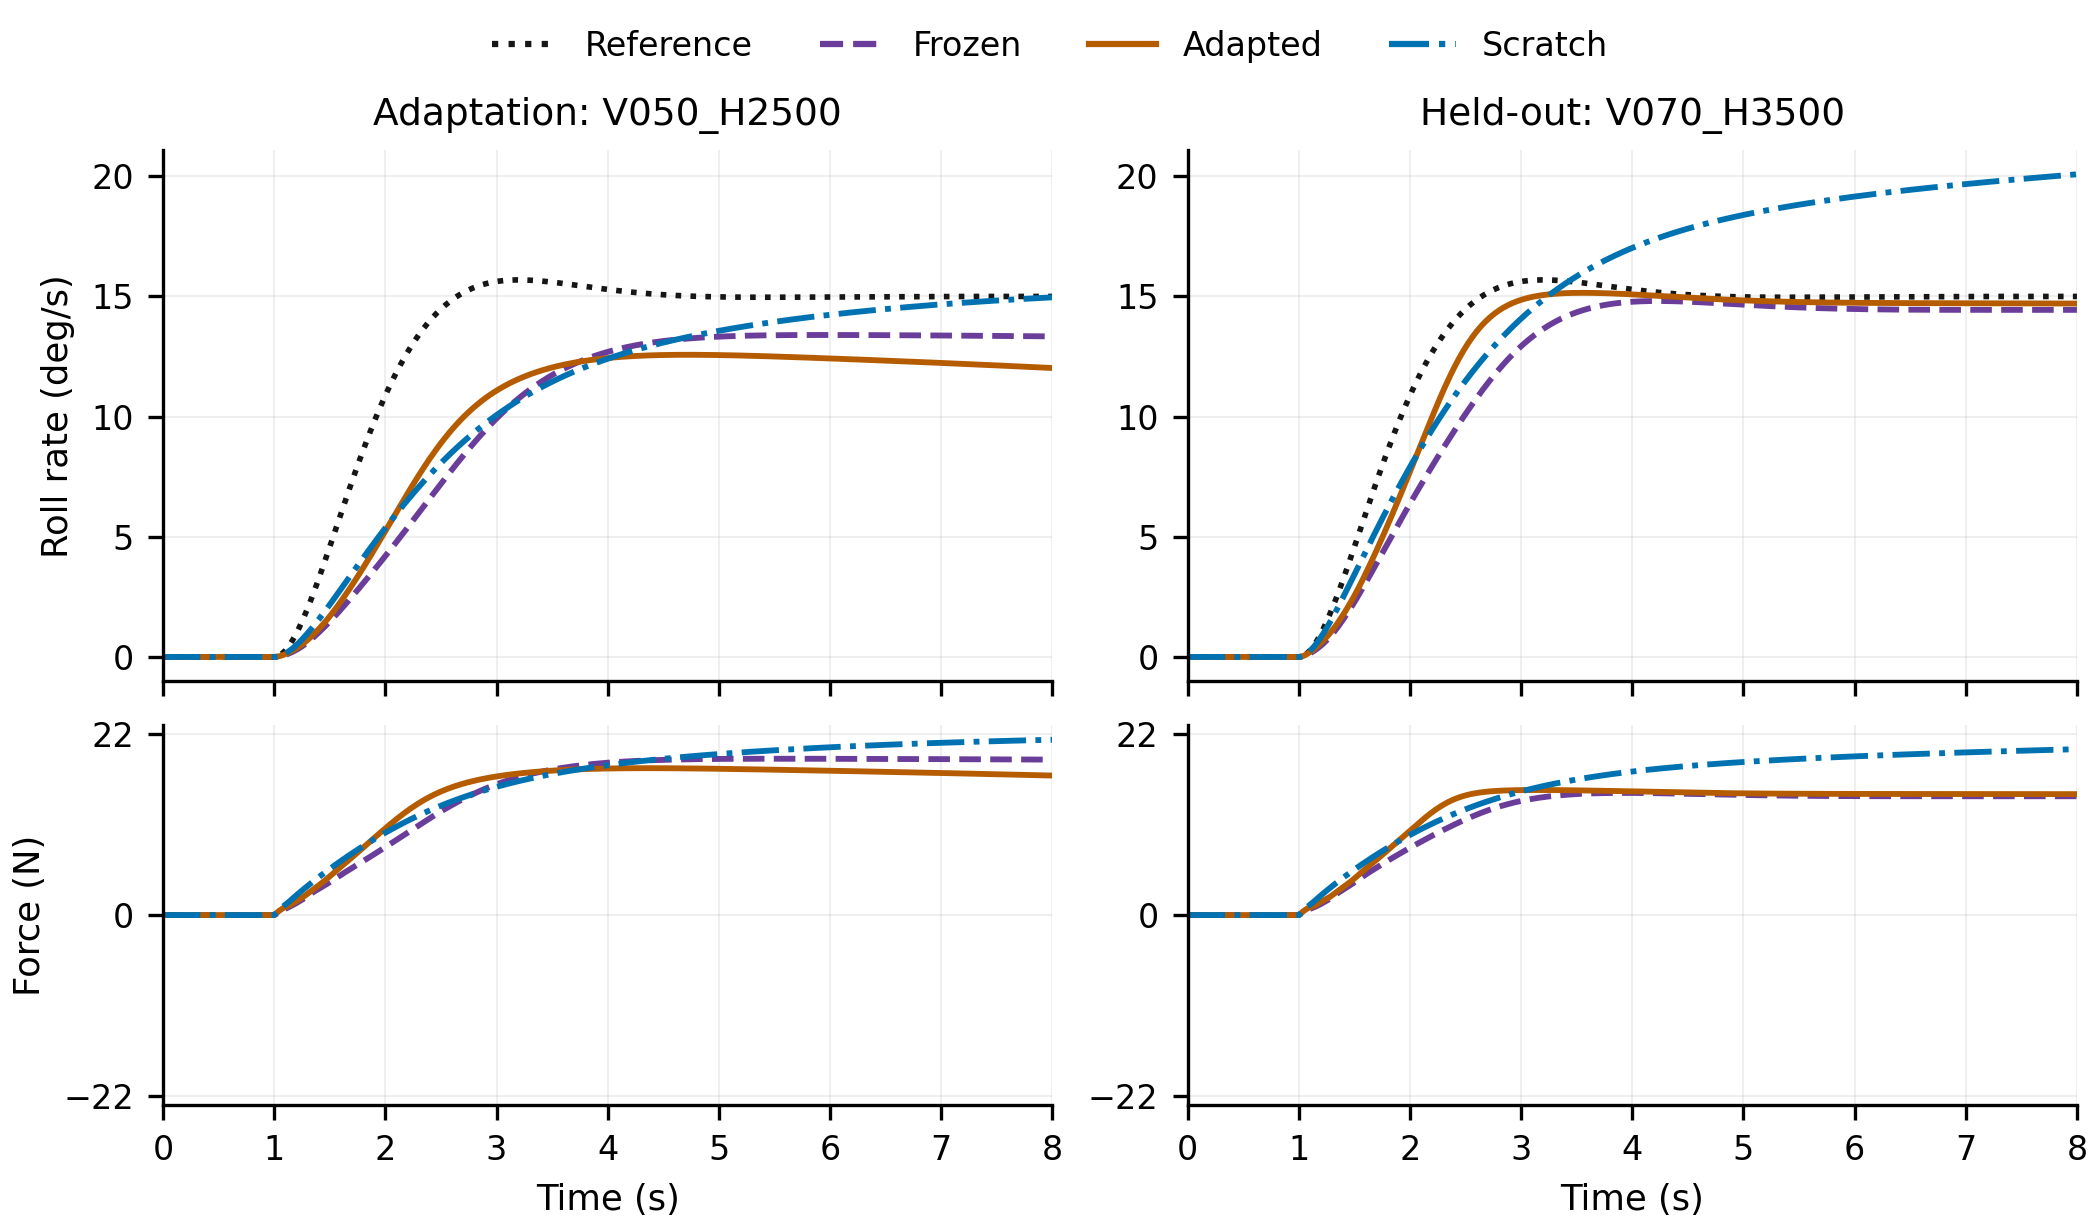 Reference Frozen Adapted Scratch
Adaptation: V050_H2500
Held-out: V070_H3500
Roll rate (deg/s)
20
15
10
5
0
20
15
10
5
0
Force (N)
22
0
−22
22
0
−22
0 1 2 3 4 5 6 7 8
0 1 2 3 4 5 6 7 8
Time (s)
Time (s)